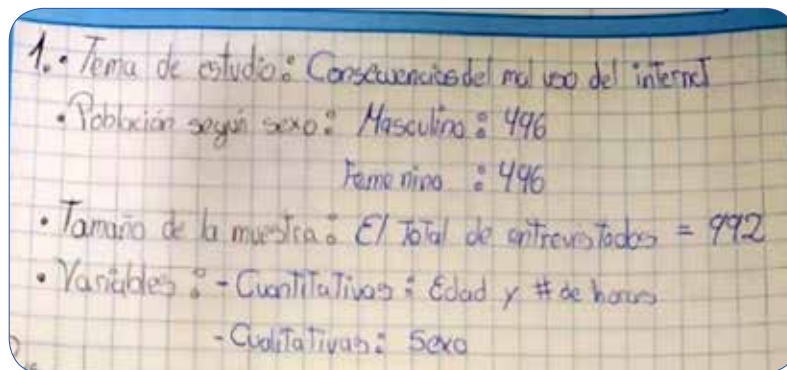 1. • Tema de estudio: Consecuencias del mal uso del internet
• Población según sexo: Masculino: 496
Femenino: 496
• Tamaño de la muestra: El Total de entrevistados = 992
• Variables: - Cuantitativas: Edad y # de horas
- Cualitativas: Sexo